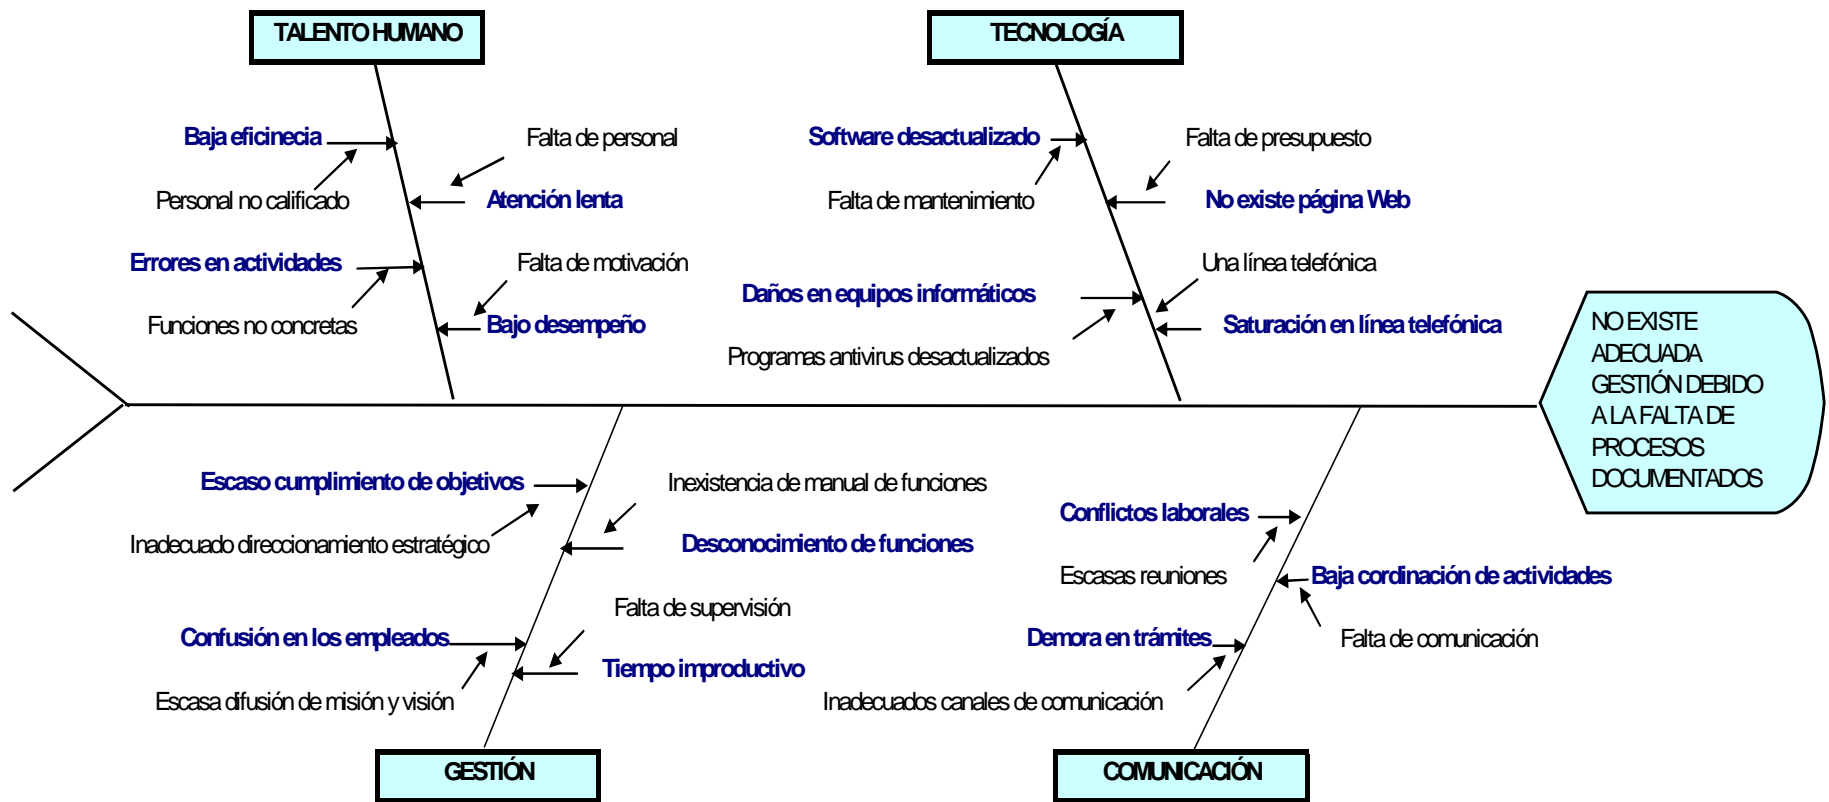 TALENTO HUMANO
TECNOLOGÍA
Baja eficinecia
Falta de personal
Software desactualizado
Falta de presupuesto
Personal no calificado
Atención lenta
Falta de mantenimiento
No existe página Web
Errores en actividades
Falta de motivación
Una línea telefónica
Daños en equipos informáticos
Funciones no concretas
Bajo desempeño
Saturación en línea telefónica
Programas antivirus desactualizados
NO EXISTE
ADECUADA
GESTIÓN DEBIDO
A LA FALTA DE
PROCESOS
DOCUMENTADOS
Escaso cumplimiento de objetivos
Inexistencia de manual de funciones
Conflictos laborales
Inadecuado direccionamiento estratégico
Desconocimiento de funciones
Escasas reuniones
Baja cordinación de actividades
Falta de supervisión
Confusión en los empleados
Demora en trámites
Falta de comunicación
Tiempo improductivo
Escasa difusión de misión y visión
Inadecuados canales de comunicación
GESTIÓN
COMUNICACIÓN